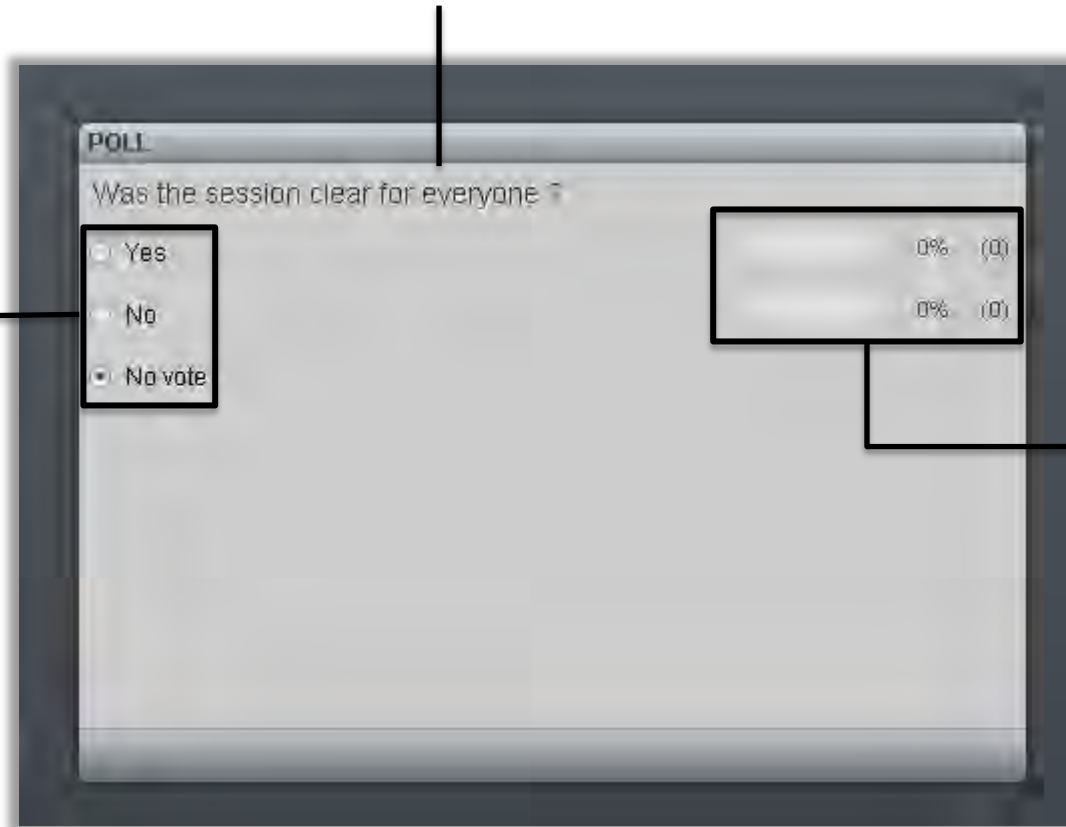 POLL
Was the session clear for everyone ?
Yes 0% (0)
No 0% (0)
No vote